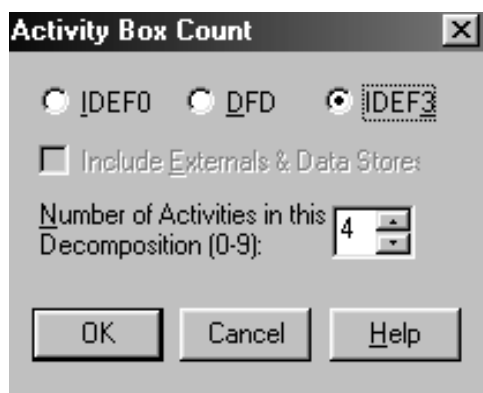 Activity Box Count
IDEF0 DFD IDEF3
Include Externals & Data Stores
Number of Activities in this
Decomposition (0-9):
4
OK Cancel Help